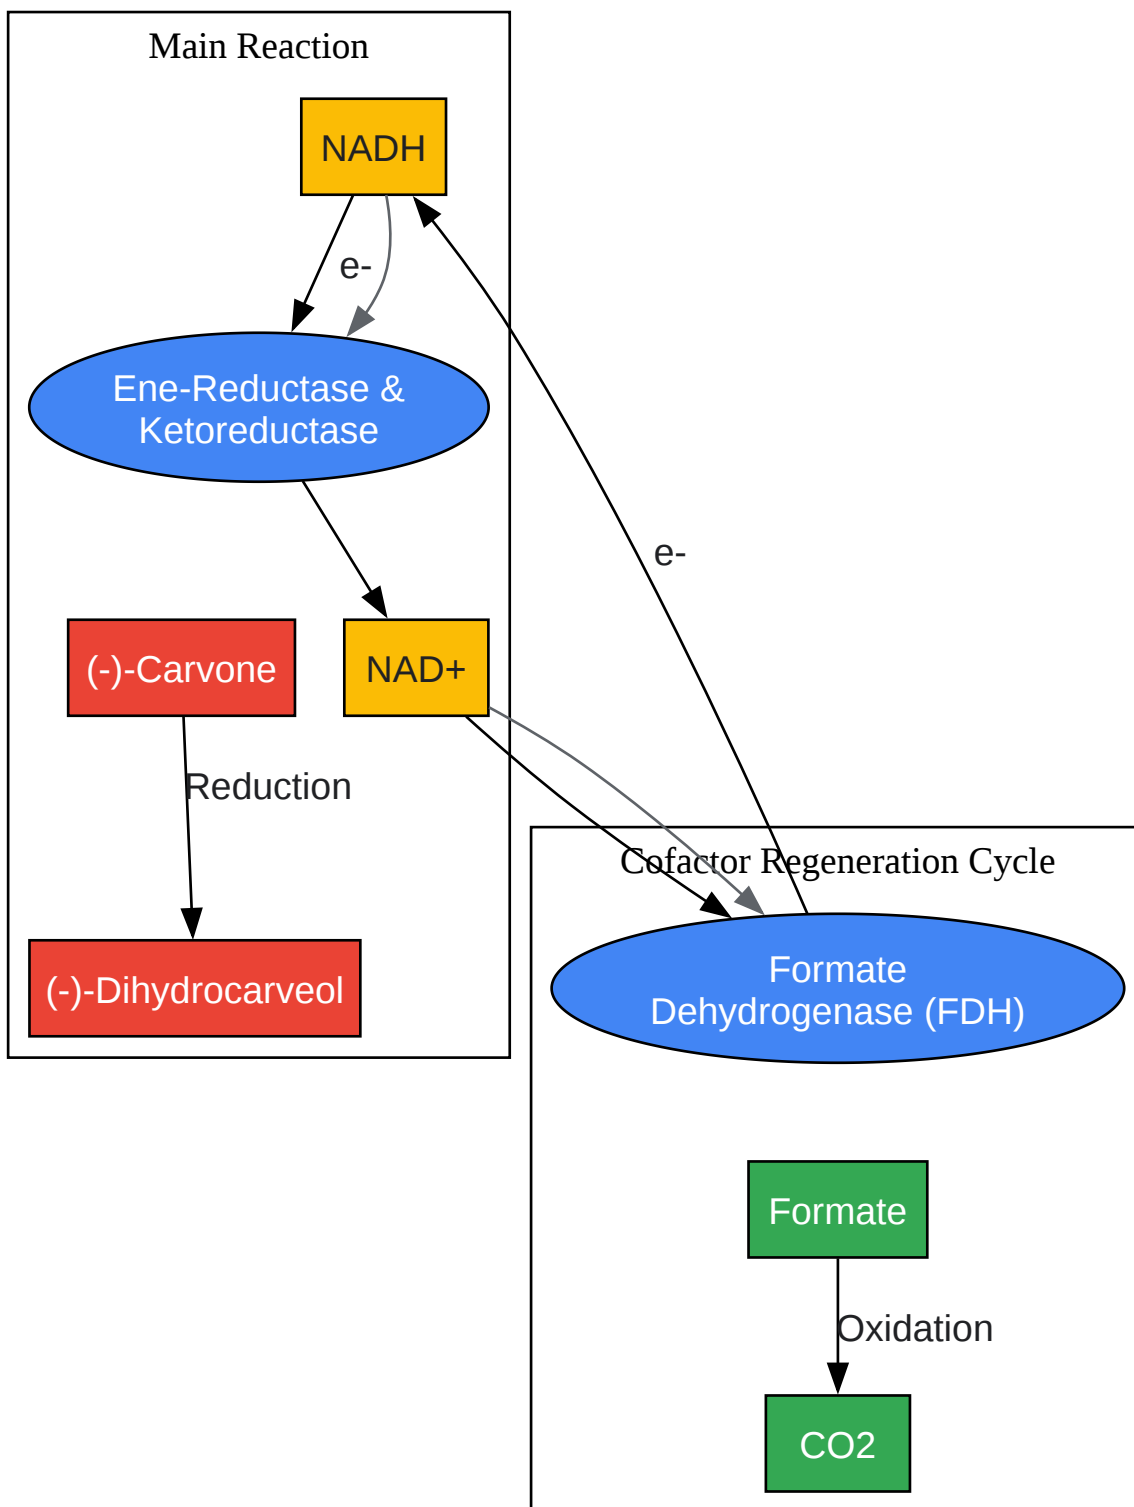 Main Reaction
NADH
e-
Ene-Reductase &
Ketoreductase
e-
(-)-Carvone
NAD+
Reduction
Cofactor Regeneration Cycle
Formate
Dehydrogenase (FDH)
(-)-Dihydrocarveol
Formate
Oxidation
CO2